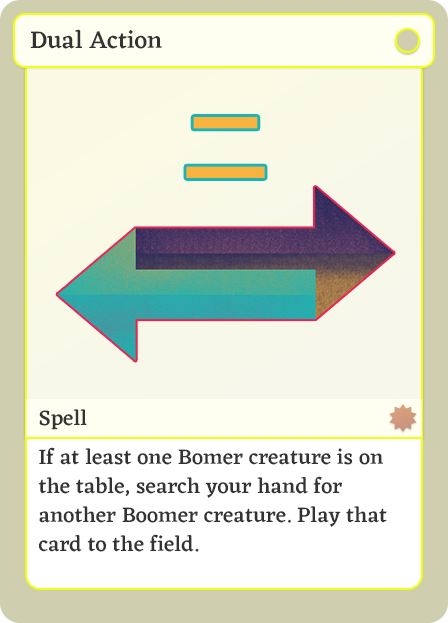 Dual Action
Spell
If at least one Bomer creature is on
the table, search your hand for
another Boomer creature. Play that
card to the field.